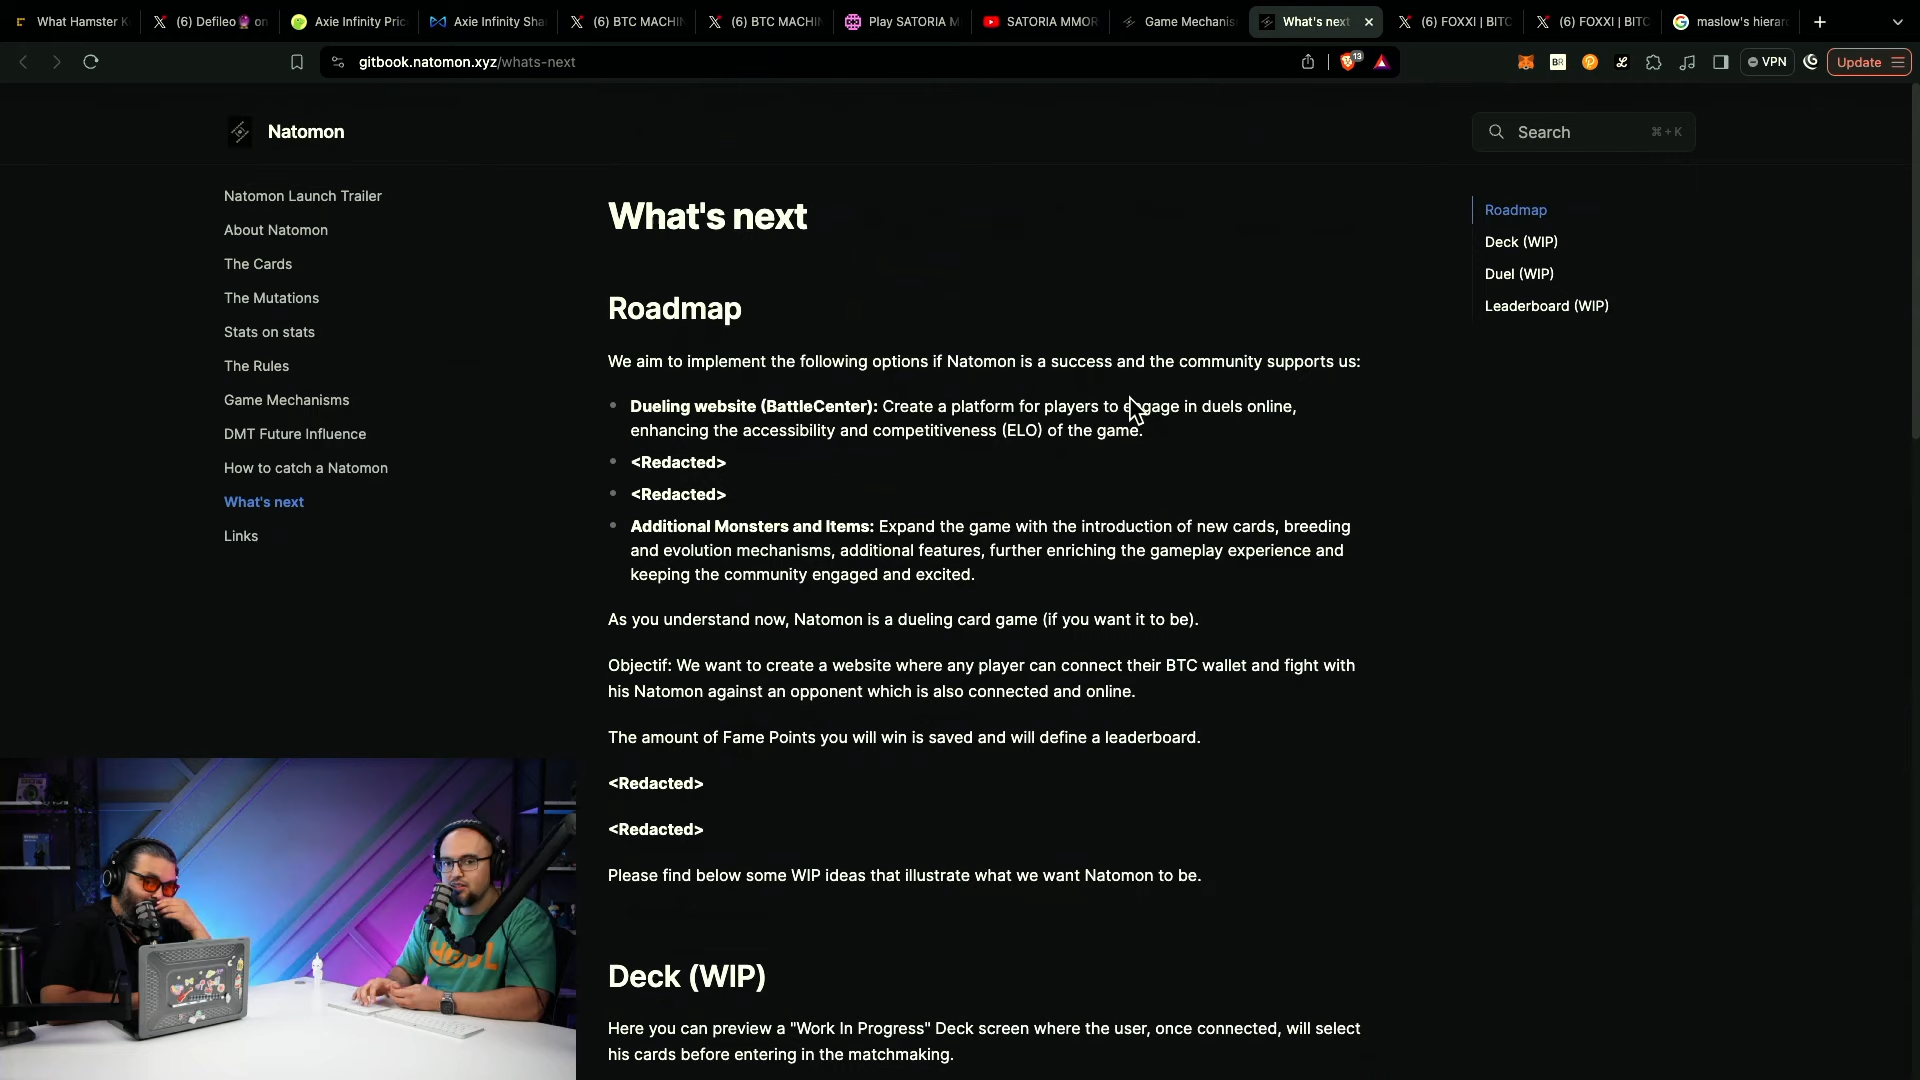 What Hamster K
(6) Defileo🔮 on
Axie Infinity Pric
Axie Infinity Sha
(6) BTC MACHIN
(6) BTC MACHIN
Play SATORIA M
SATORIA MMOR
Game Mechanis
What's next
(6) FOXXI | BITC
(6) FOXXI | BITC
maslow's hierar
gitbook.natomon.xyz/whats-next
13
BR
VPN
Update
Natomon
Search
⌘+K
Natomon Launch Trailer
About Natomon
The Cards
The Mutations
Stats on stats
The Rules
Game Mechanisms
DMT Future Influence
How to catch a Natomon
What's next
Links
What's next
Roadmap
We aim to implement the following options if Natomon is a success and the community supports us:
Dueling website (BattleCenter): Create a platform for players to engage in duels online,
enhancing the accessibility and competitiveness (ELO) of the game.
<Redacted>
<Redacted>
Additional Monsters and Items: Expand the game with the introduction of new cards, breeding
and evolution mechanisms, additional features, further enriching the gameplay experience and
keeping the community engaged and excited.
As you understand now, Natomon is a dueling card game (if you want it to be).
Objectif: We want to create a website where any player can connect their BTC wallet and fight with
his Natomon against an opponent which is also connected and online.
The amount of Fame Points you will win is saved and will define a leaderboard.
<Redacted>
<Redacted>
Please find below some WIP ideas that illustrate what we want Natomon to be.
Deck (WIP)
Here you can preview a "Work In Progress" Deck screen where the user, once connected, will select
his cards before entering in the matchmaking.
Roadmap
Deck (WIP)
Duel (WIP)
Leaderboard (WIP)